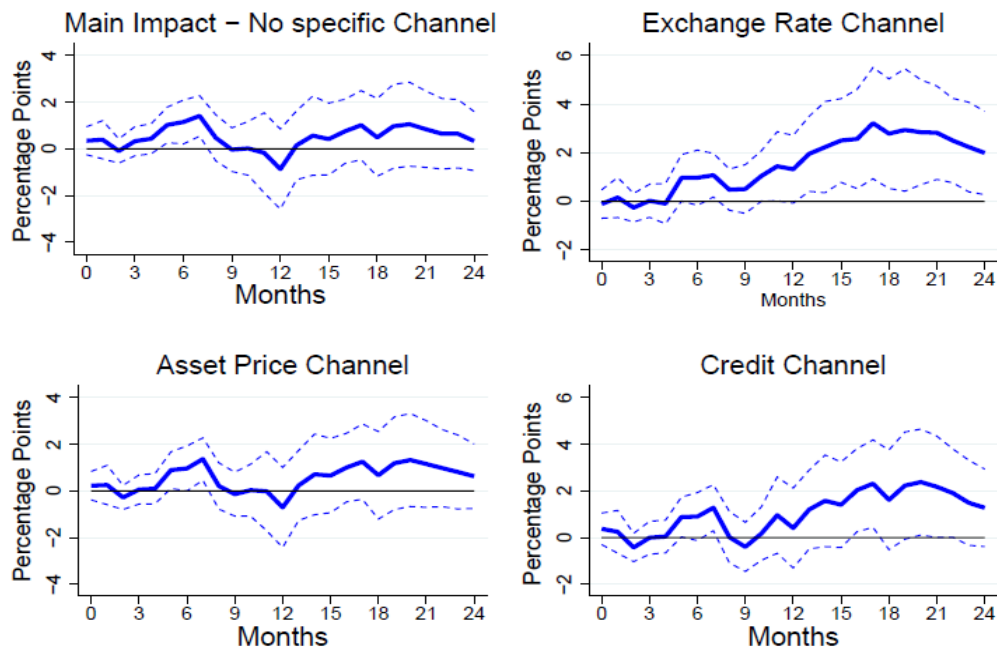 Main Impact – No specific Channel
Percentage Points
4
2
0
−2
−4
0 3 6 9 12 15 18 21 24
Months
Exchange Rate Channel
Percentage Points
6
4
2
0
−2
0 3 6 9 12 15 18 21 24
Months
Asset Price Channel
Percentage Points
4
2
0
−2
−4
0 3 6 9 12 15 18 21 24
Months
Credit Channel
Percentage Points
6
4
2
0
−2
0 3 6 9 12 15 18 21 24
Months